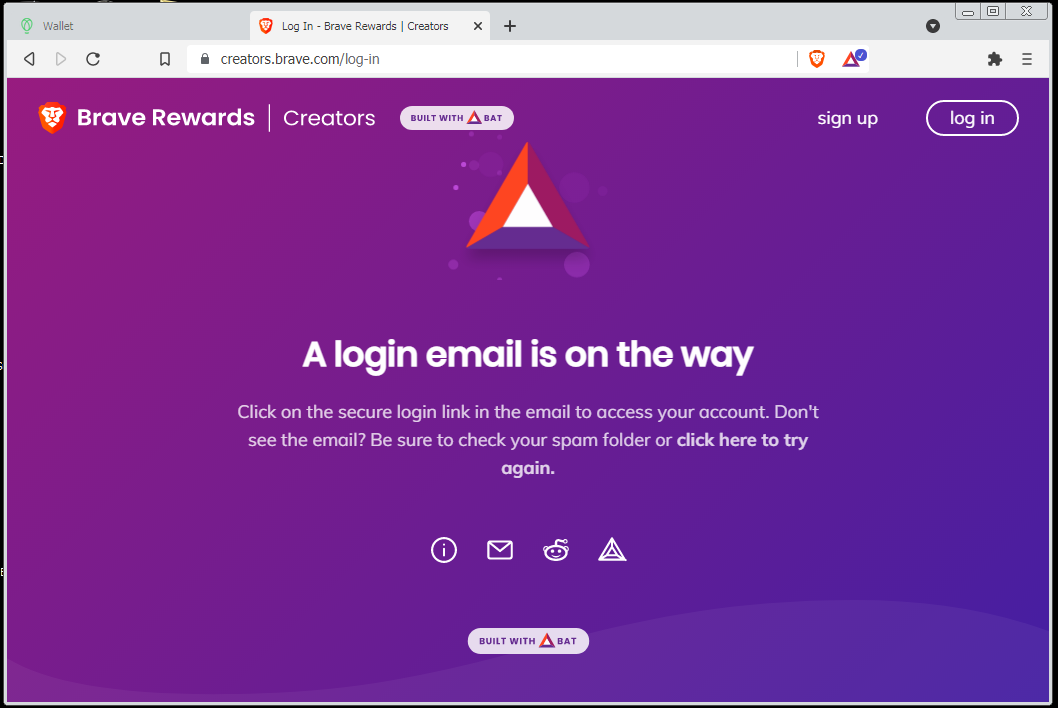 Wallet
Log In - Brave Rewards | Creators
creators.brave.com/log-in
Brave Rewards | Creators
BUILT WITH BAT
sign up
log in
A login email is on the way
Click on the secure login link in the email to access your account. Don't
see the email? Be sure to check your spam folder or click here to try
again.
BUILT WITH BAT